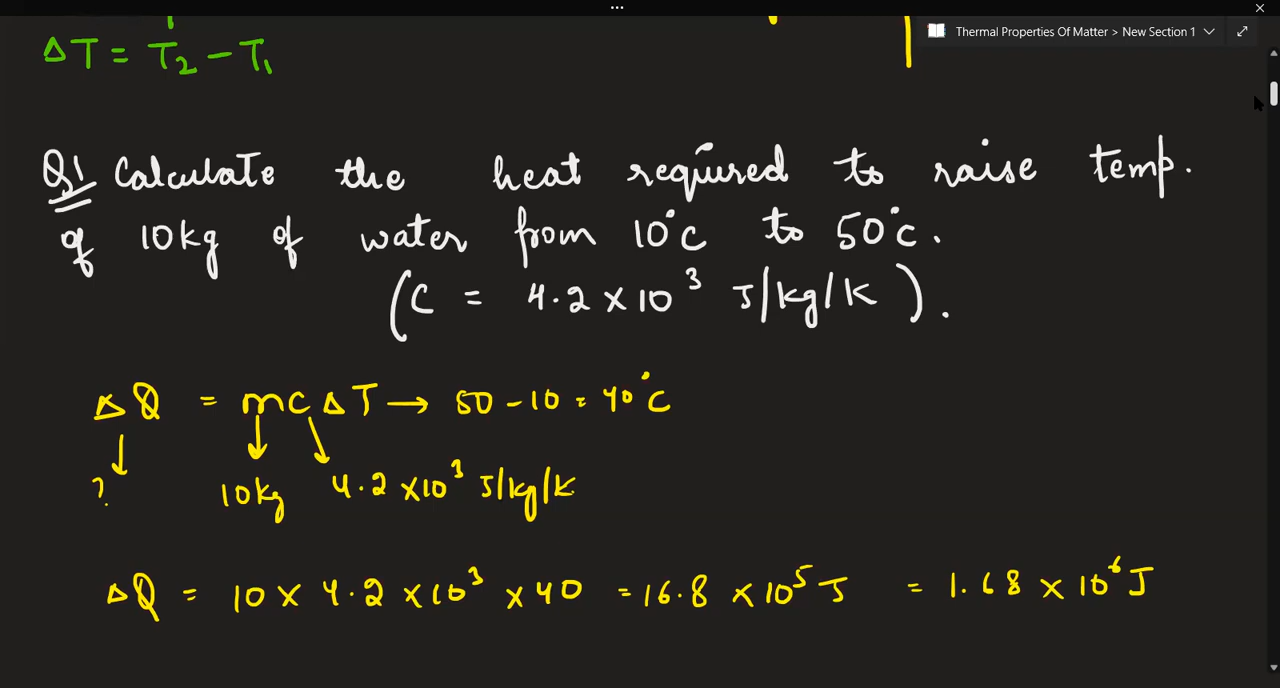 Thermal Properties Of Matter > New Section 1
ΔT = T₂ - T₁
Q1 Calculate the heat required to raise temp.
of 10kg of water from 10°C to 50°C.
(C = 4.2 × 10³ J/kg/K).
ΔQ = mcΔT → 50 - 10 = 40°C
? 10kg 4.2 ×10³ J/kg/K
ΔQ = 10 × 4.2 × 10³ × 40 = 16.8 × 10⁵ J = 1.68 × 10⁶ J